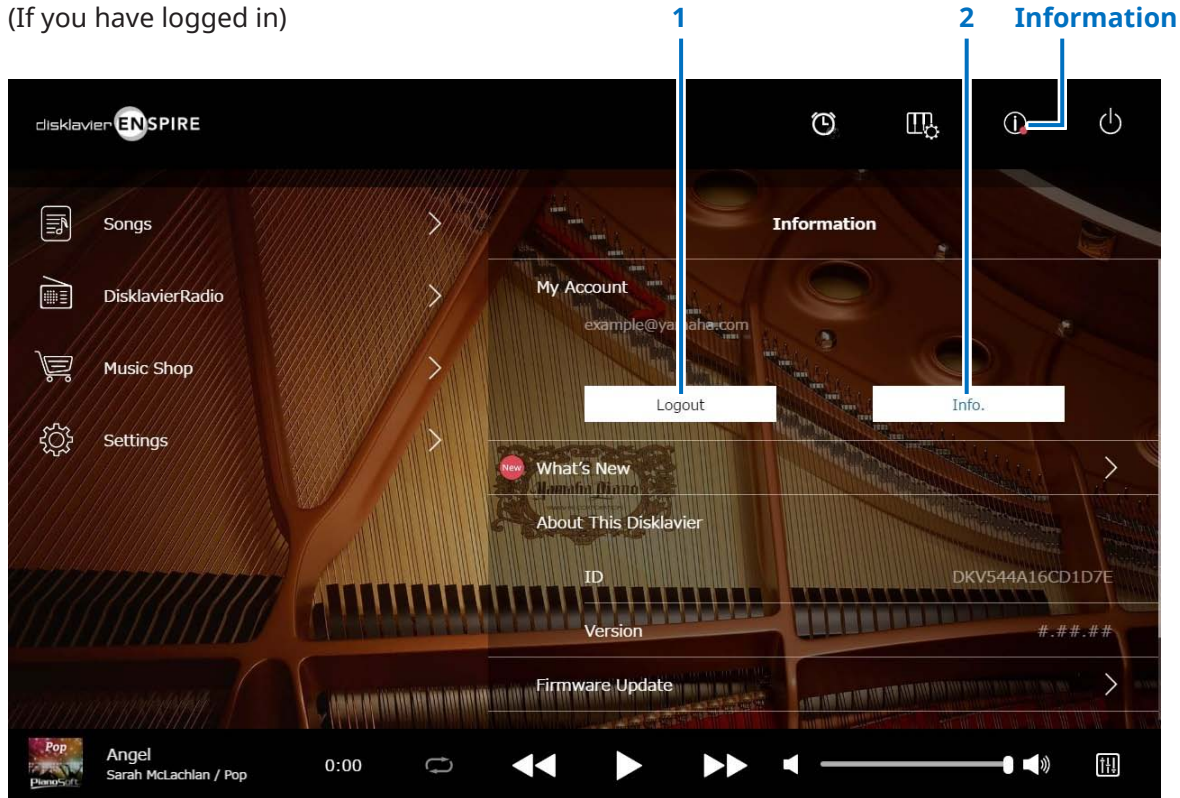 (If you have logged in)
1
2
Information
disklavier ENSPIRE
Songs
DisklavierRadio
Music Shop
Settings
Information
My Account
example@yamaha.com
Logout
Info.
New
What's New
Yamaha Piano
About This Disklavier
ID
DKV544A16CD1D7E
Version
#.##.##
Firmware Update
Pop
PianoSoft
Angel
Sarah McLachlan / Pop
0:00